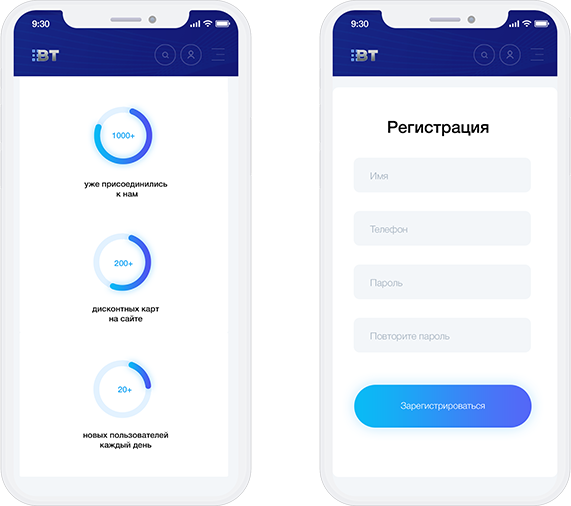 9:30
BT
1000+
уже присоединились
к нам
200+
дисконтных карт
на сайте
20+
новых пользователей
каждый день
9:30
BT
Регистрация
Имя
Телефон
Пароль
Повторите пароль
Зарегистрироваться